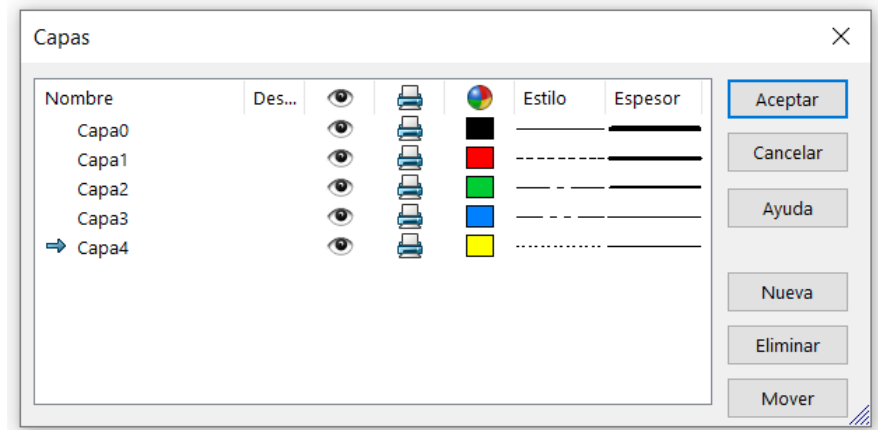 Capas
Nombre Des... Estilo Espesor
Capa0
Capa1
Capa2
Capa3
Capa4
Aceptar
Cancelar
Ayuda
Nueva
Eliminar
Mover